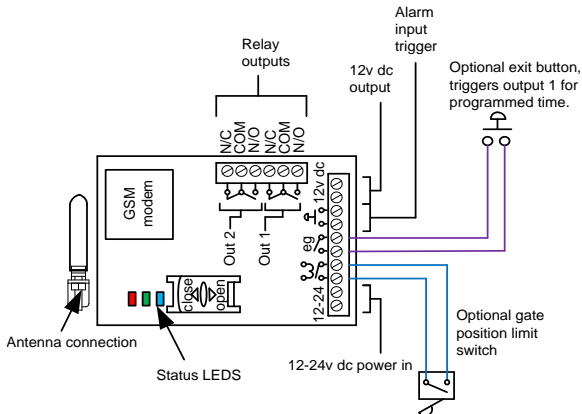 Alarm
input
trigger
Relay
outputs
12v dc
output
Optional exit button,
triggers output 1 for
programmed time.
N/C
COM
N/O
N/C
COM
N/O
12v dc
GSM
modem
Out 2
Out 1
eg
close
open
12-24
Antenna connection
Status LEDS
12-24v dc power in
Optional gate
position limit
switch